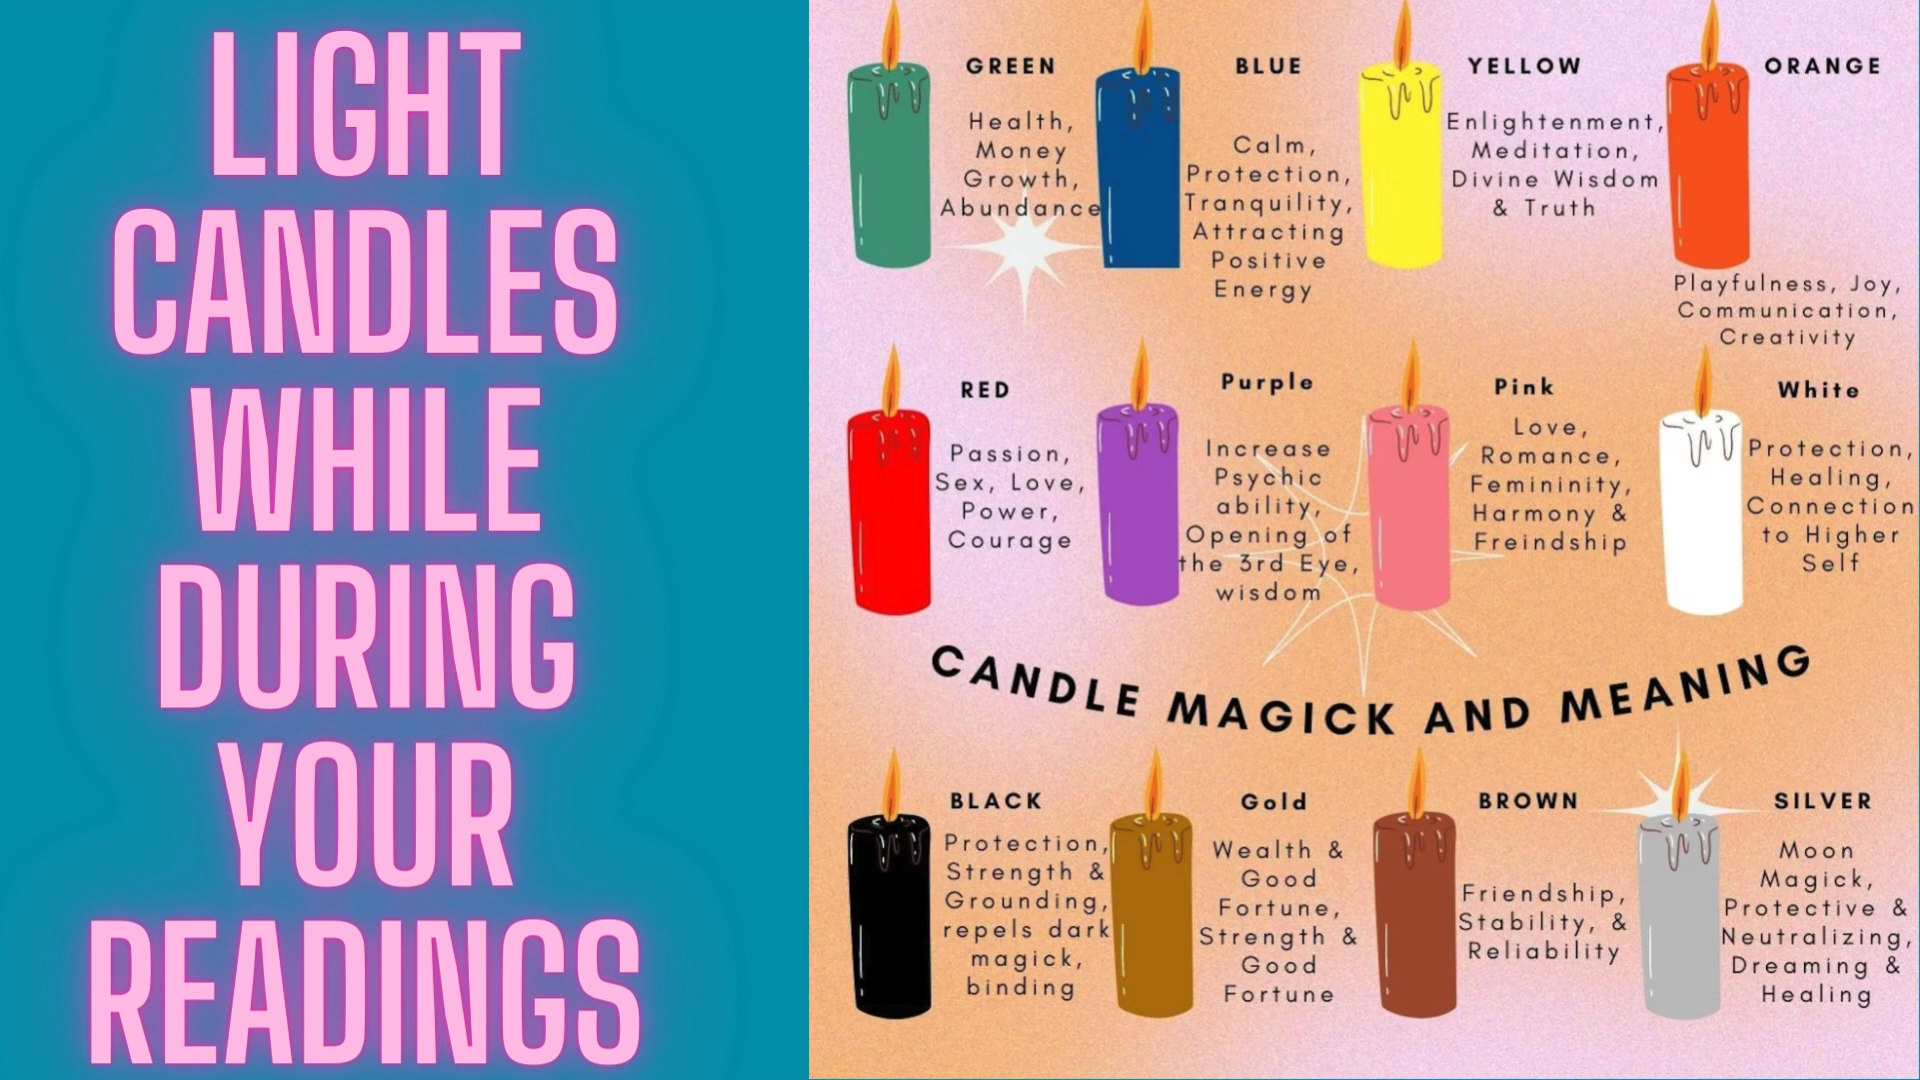 LIGHT
CANDLES
WHILE
DURING
YOUR
READINGS
GREEN
Health,
Money
Growth,
Abundance
BLUE
Calm,
Protection,
Tranquility,
Attracting
Positive
Energy
YELLOW
Enlightenment,
Meditation,
Divine Wisdom
& Truth
ORANGE
Playfulness, Joy,
Communication,
Creativity
RED
Passion,
Sex, Love,
Power,
Courage
Purple
Increase
Psychic
ability,
Opening of
the 3rd Eye,
wisdom
Pink
Love,
Romance,
Femininity,
Harmony &
Freindship
White
Protection,
Healing,
Connection
to Higher
Self
CANDLE MAGICK AND MEANING
BLACK
Protection,
Strength &
Grounding,
repels dark
magick,
binding
Gold
Wealth &
Good
Fortune,
Strength &
Good
Fortune
BROWN
Friendship,
Stability, &
Reliability
SILVER
Moon
Magick,
Protective &
Neutralizing,
Dreaming &
Healing